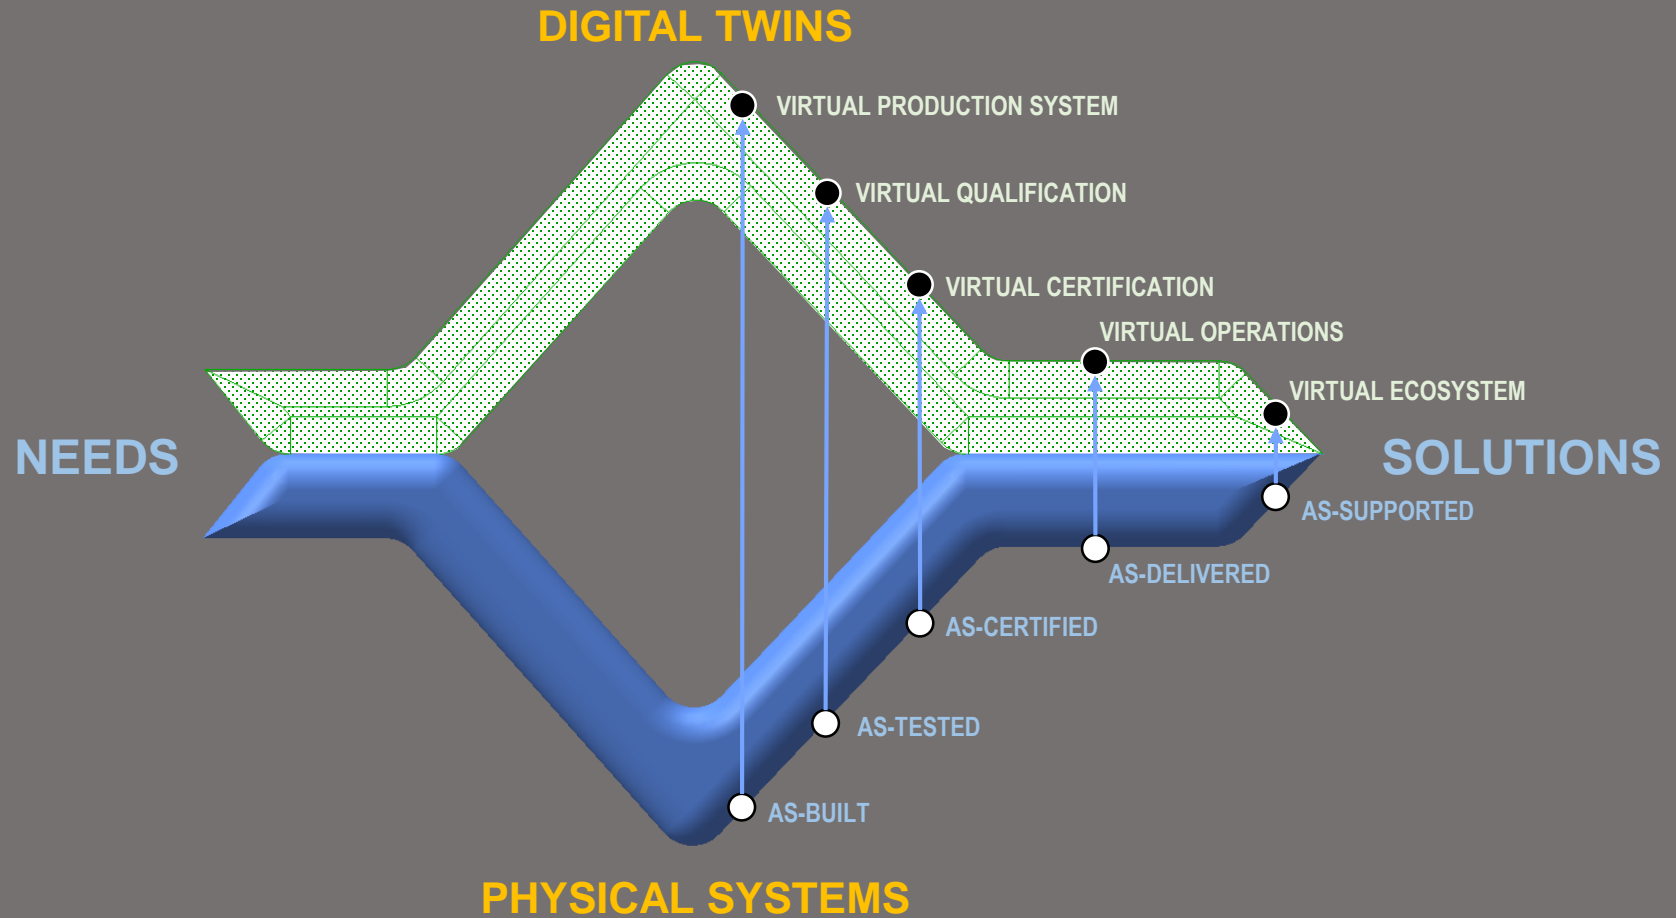 DIGITAL TWINS
VIRTUAL PRODUCTION SYSTEM
VIRTUAL QUALIFICATION
VIRTUAL CERTIFICATION
VIRTUAL OPERATIONS
VIRTUAL ECOSYSTEM
NEEDS
SOLUTIONS
AS-SUPPORTED
AS-DELIVERED
AS-CERTIFIED
AS-TESTED
AS-BUILT
PHYSICAL SYSTEMS